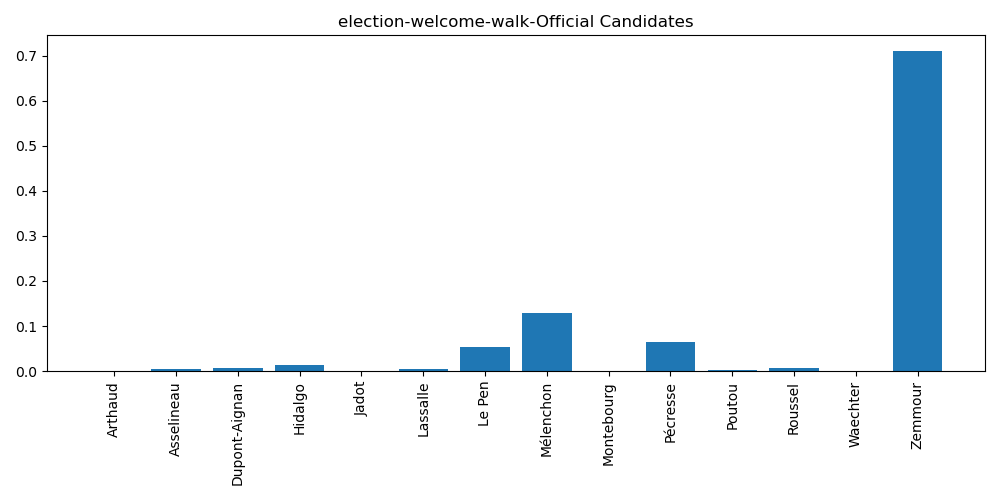 election-welcome-walk-Official Candidates
0.7
0.6
0.5
0.4
0.3
0.2
0.1
0.0
Arthaud
Asselineau
Dupont-Aignan
Hidalgo
Jadot
Lassalle
Le Pen
Mélenchon
Montebourg
Pécresse
Poutou
Roussel
Waechter
Zemmour